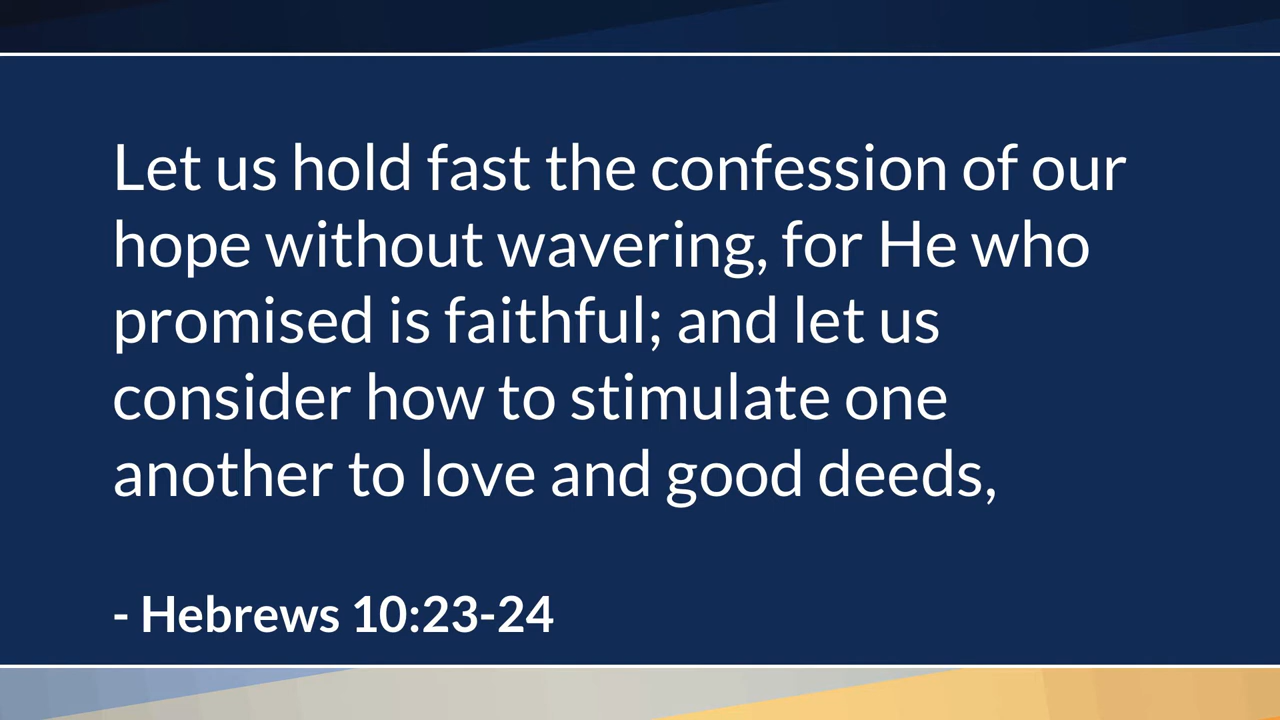 Let us hold fast the confession of our
hope without wavering, for He who
promised is faithful; and let us
consider how to stimulate one
another to love and good deeds,
- Hebrews 10:23-24